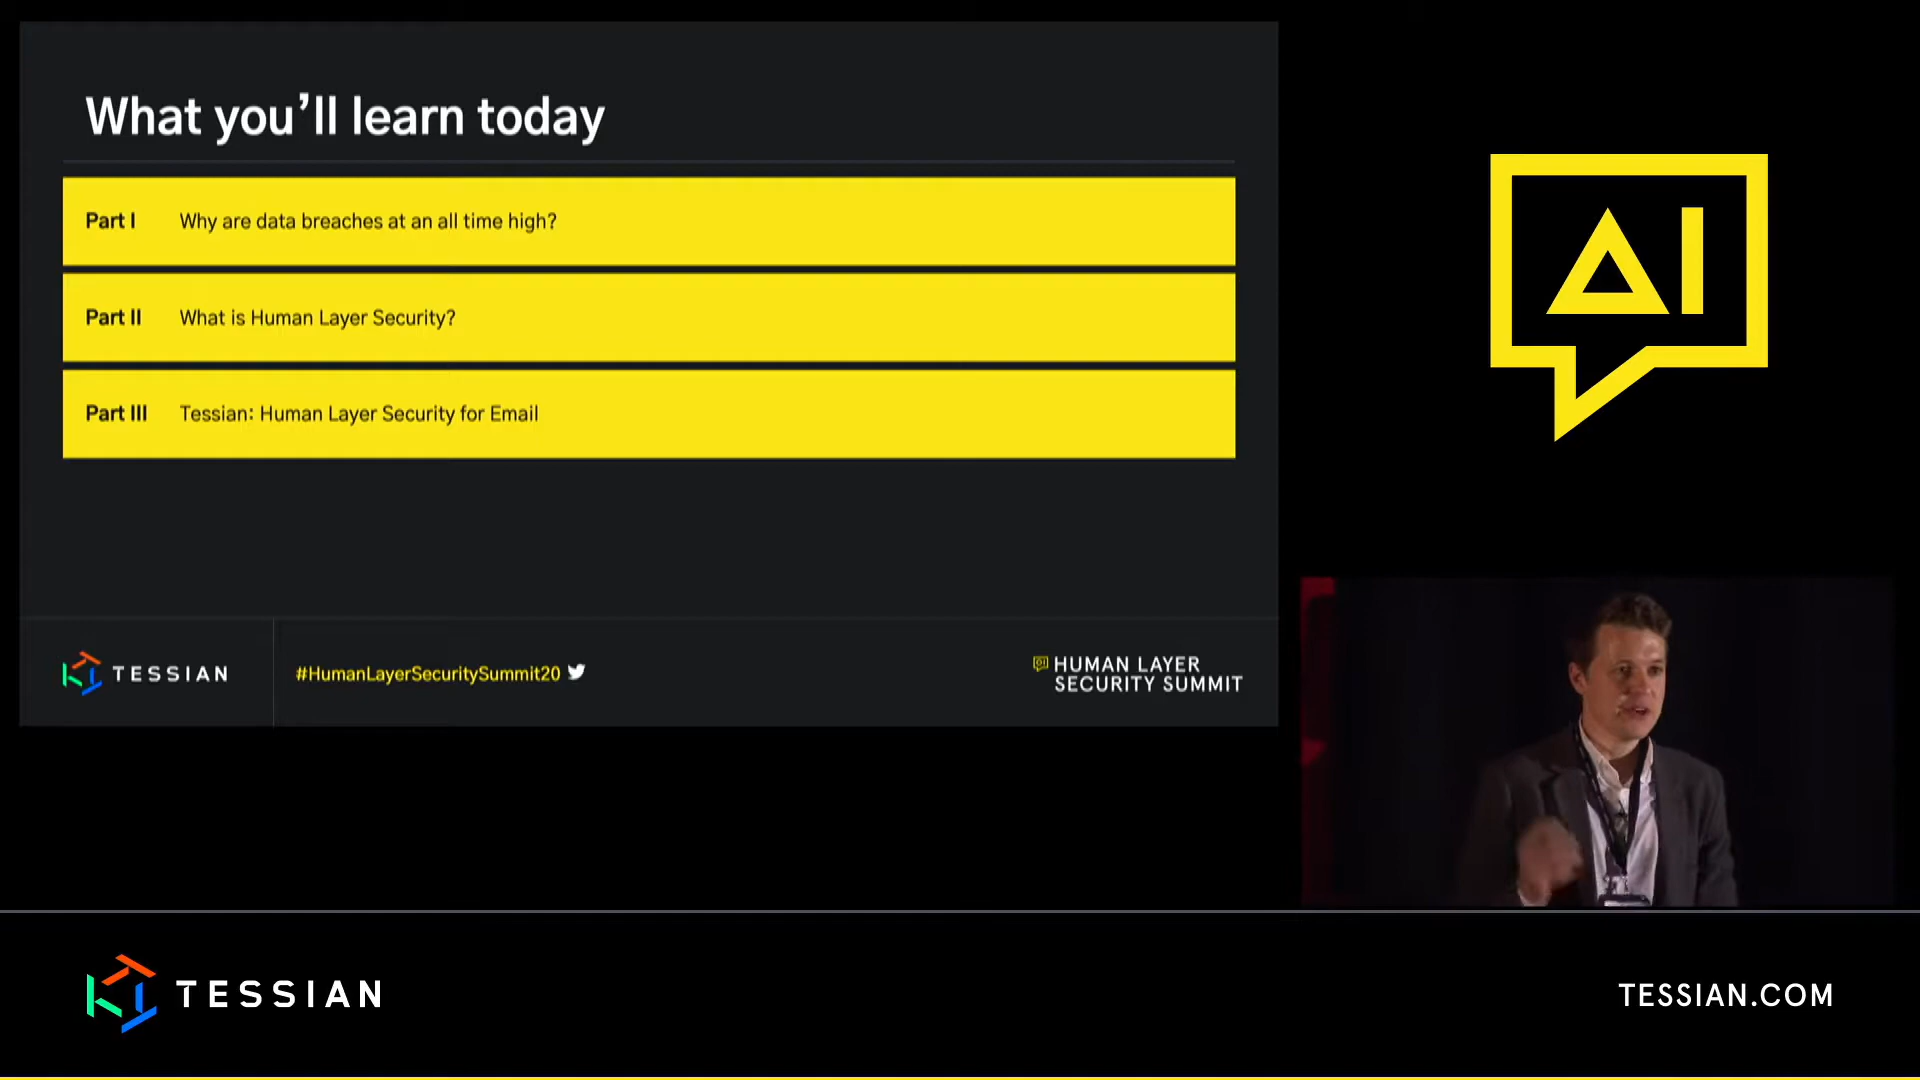 What you’ll learn today
Part I Why are data breaches at an all time high?
Part II What is Human Layer Security?
Part III Tessian: Human Layer Security for Email
TESSIAN
#HumanLayerSecuritySummit20
HUMAN LAYER
SECURITY SUMMIT
AI
TESSIAN
TESSIAN.COM